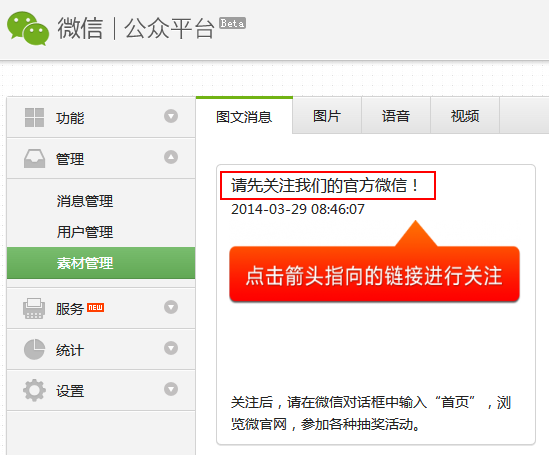 微信 | 公众平台 Beta
图文消息 图片 语音 视频
功能
管理
消息管理
用户管理
素材管理
服务 NEW
统计
设置
请先关注我们的官方微信！
2014-03-29 08:46:07
点击箭头指向的链接进行关注
关注后，请在微信对话框中输入“首页”，浏
览微官网，参加各种抽奖活动。